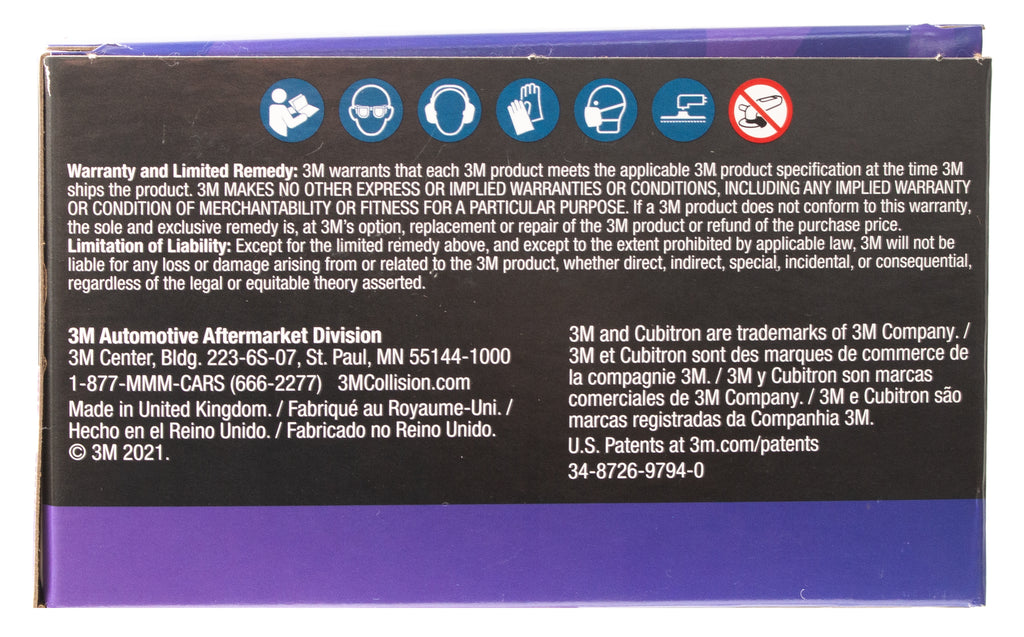 Warranty and Limited Remedy: 3M warrants that each 3M product meets the applicable 3M product specification at the time 3M
ships the product. 3M MAKES NO OTHER EXPRESS OR IMPLIED WARRANTIES OR CONDITIONS, INCLUDING ANY IMPLIED WARRANTY
OR CONDITION OF MERCHANTABILITY OR FITNESS FOR A PARTICULAR PURPOSE. If a 3M product does not conform to this warranty,
the sole and exclusive remedy is, at 3M's option, replacement or repair of the 3M product or refund of the purchase price.
Limitation of Liability: Except for the limited remedy above, and except to the extent prohibited by applicable law, 3M will not be
liable for any loss or damage arising from or related to the 3M product, whether direct, indirect, special, incidental, or consequential,
regardless of the legal or equitable theory asserted.
3M Automotive Aftermarket Division
3M Center, Bldg. 223-6S-07, St. Paul, MN 55144-1000
1-877-MMM-CARS (666-2277) 3MCollision.com
Made in United Kingdom. / Fabriqué au Royaume-Uni. /
Hecho en el Reino Unido. / Fabricado no Reino Unido.
© 3M 2021.
3M and Cubitron are trademarks of 3M Company. /
3M et Cubitron sont des marques de commerce de
la compagnie 3M. / 3M y Cubitron son marcas
comerciales de 3M Company. / 3M e Cubitron são
marcas registradas da Companhia 3M.
U.S. Patents at 3m.com/patents
34-8726-9794-0